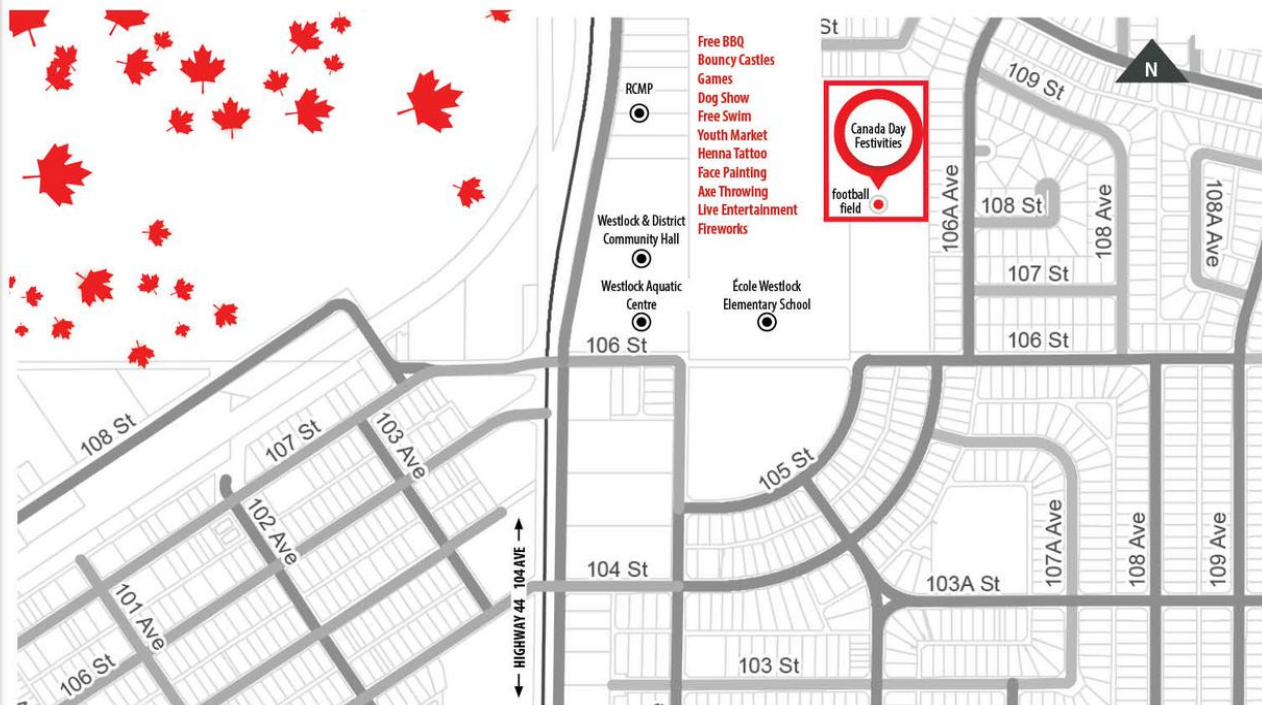 St
Free BBQ
Bouncy Castles
Games
Dog Show
Free Swim
Youth Market
Henna Tattoo
Face Painting
Axe Throwing
Live Entertainment
Fireworks
RCMP
Canada Day
Festivities
football
field
N
109 St
106A Ave
108 St
108 Ave
108A Ave
107 St
106 St
Westlock & District
Community Hall
Westlock Aquatic
Centre
École Westlock
Elementary School
106 St
108 St
107 St
103 Ave
102 Ave
101 Ave
106 St
105 St
HIGHWAY 44 104 AVE
104 St
103A St
107A Ave
108 Ave
109 Ave
103 St